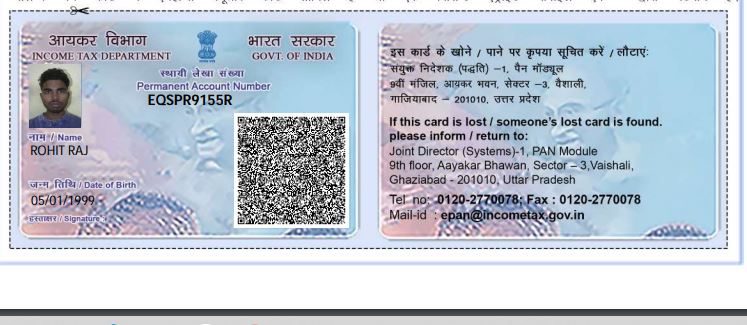 आयकर विभाग
INCOME TAX DEPARTMENT
भारत सरकार
GOVT. OF INDIA
स्थायी लेखा संख्या
Permanent Account Number
EQSPR9155R
नाम / Name
ROHIT RAJ
जन्म तिथि / Date of Birth
05/01/1999
हस्ताक्षर / Signature
इस कार्ड के खोने / पाने पर कृपया सूचित करें / लौटाएं:
संयुक्त निदेशक (पद्धति) –1, पैन मॉड्यूल
9वीं मंजिल, आयकर भवन, सेक्टर –3, वैशाली,
गाजियाबाद – 201010, उत्तर प्रदेश
If this card is lost / someone's lost card is found.
please inform / return to:
Joint Director (Systems)-1, PAN Module
9th floor, Aayakar Bhawan, Sector – 3,Vaishali,
Ghaziabad - 201010, Uttar Pradesh
Tel no: 0120-2770078; Fax : 0120-2770078
Mail-id : epan@incometax.gov.in